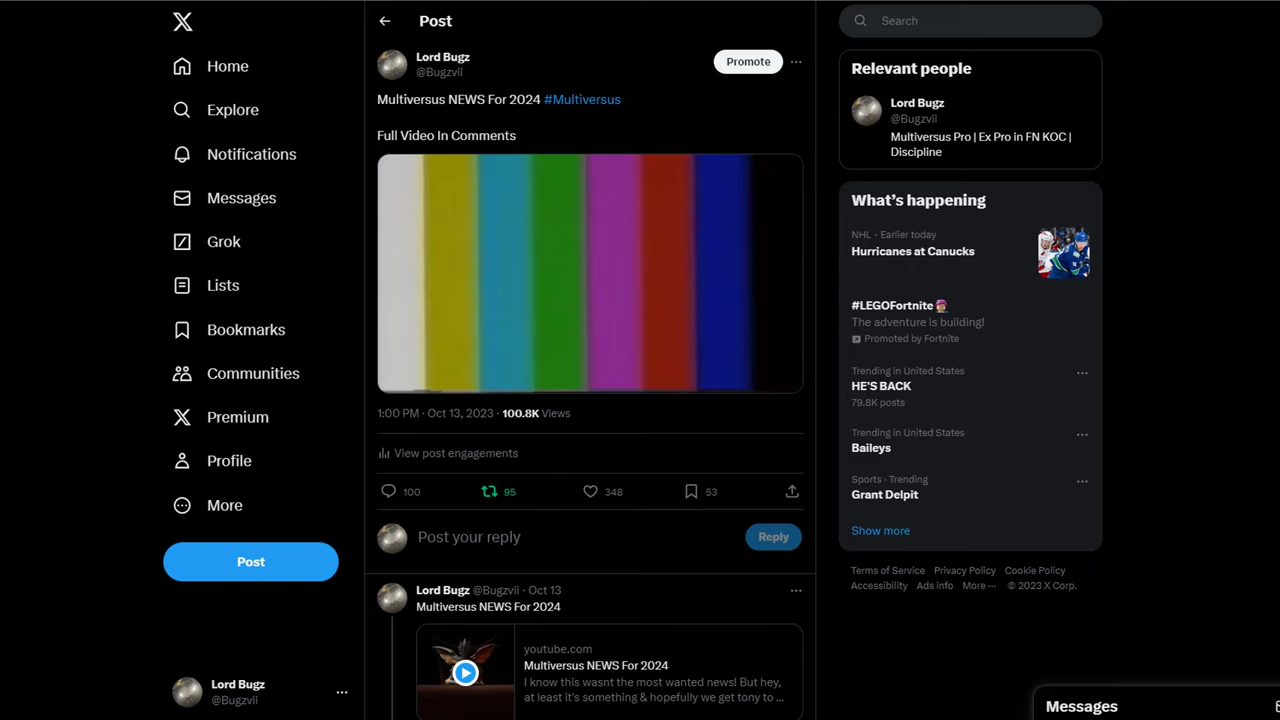 Home
Explore
Notifications
Messages
Grok
Lists
Bookmarks
Communities
Premium
Profile
More
Post
Lord Bugz
@Bugzvii
Post
Lord Bugz
@Bugzvii
Promote
Multiversus NEWS For 2024 #Multiversus
Full Video In Comments
1:00 PM · Oct 13, 2023 · 100.8K Views
View post engagements
100 95 348 53
Post your reply
Reply
Lord Bugz @Bugzvii · Oct 13
Multiversus NEWS For 2024
youtube.com
Multiversus NEWS For 2024
I know this wasnt the most wanted news! But hey,
at least it's something & hopefully we get tony to ...
Search
Relevant people
Lord Bugz
@Bugzvii
Multiversus Pro | Ex Pro in FN KOC |
Discipline
What's happening
NHL · Earlier today
Hurricanes at Canucks
#LEGOFortnite
The adventure is building!
Promoted by Fortnite
Trending in United States
HE'S BACK
79.8K posts
Trending in United States
Baileys
Sports · Trending
Grant Delpit
Show more
Terms of Service Privacy Policy Cookie Policy
Accessibility Ads info More ··· © 2023 X Corp.
Messages